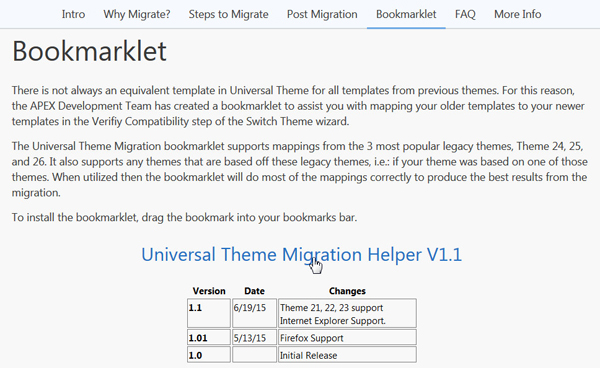 Intro Why Migrate? Steps to Migrate Post Migration Bookmarklet FAQ More Info
Bookmarklet
There is not always an equivalent template in Universal Theme for all templates from previous themes. For this reason,
the APEX Development Team has created a bookmarklet to assist you with mapping your older templates to your newer
templates in the Verifiy Compatibility step of the Switch Theme wizard.
The Universal Theme Migration bookmarklet supports mappings from the 3 most popular legacy themes, Theme 24, 25,
and 26. It also supports any themes that are based off these legacy themes, i.e.: if your theme was based on one of those
themes. When utilized then the bookmarklet will do most of the mappings correctly to produce the best results from the
migration.
To install the bookmarklet, drag the bookmark into your bookmarks bar.
Universal Theme Migration Helper V1.1
Version Date Changes
1.1 6/19/15 Theme 21, 22, 23 support
Internet Explorer Support.
1.01 5/13/15 Firefox Support
1.0 Initial Release